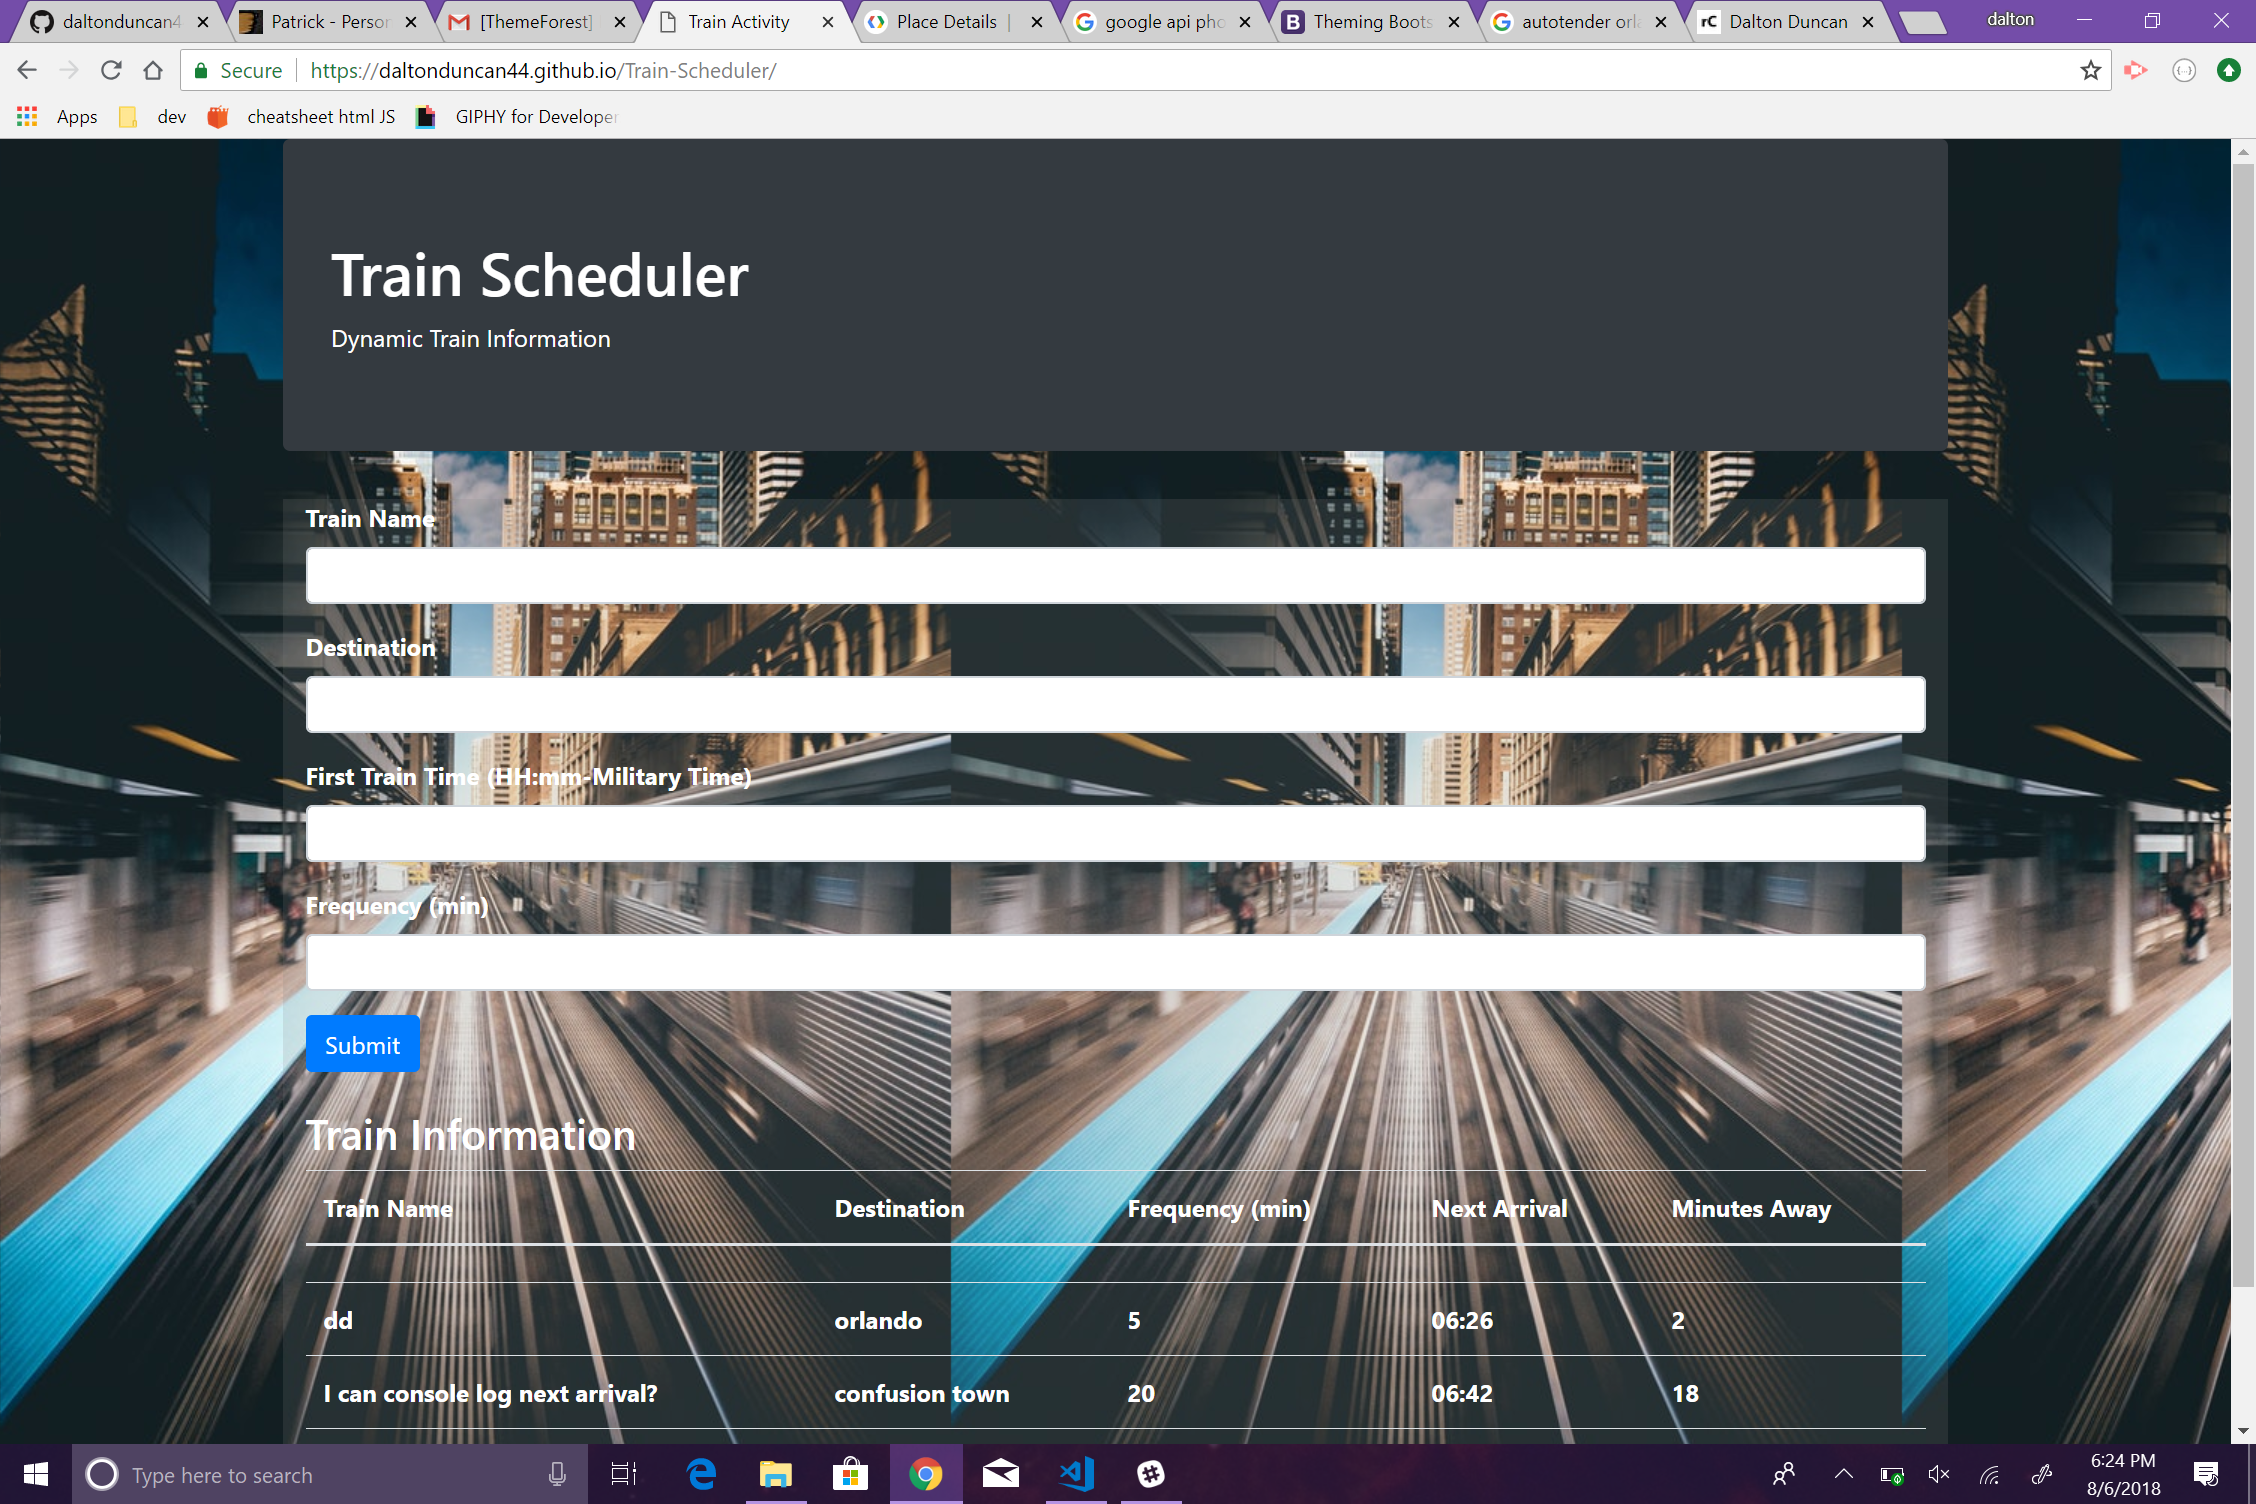 daltonduncan4
Patrick - Person
[ThemeForest]
Train Activity
Place Details |
google api pho
Theming Boots
autotender orla
rC
Dalton Duncan
dalton
Secure
https://daltonduncan44.github.io/Train-Scheduler/
Apps
dev
cheatsheet html JS
GIPHY for Developer
Train Scheduler
Dynamic Train Information
Train Name
Destination
First Train Time (HH:mm-Military Time)
Frequency (min)
Submit
Train Information
Train Name Destination Frequency (min) Next Arrival Minutes Away
dd orlando 5 06:26 2
I can console log next arrival? confusion town 20 06:42 18
Type here to search
6:24 PM
8/6/2018